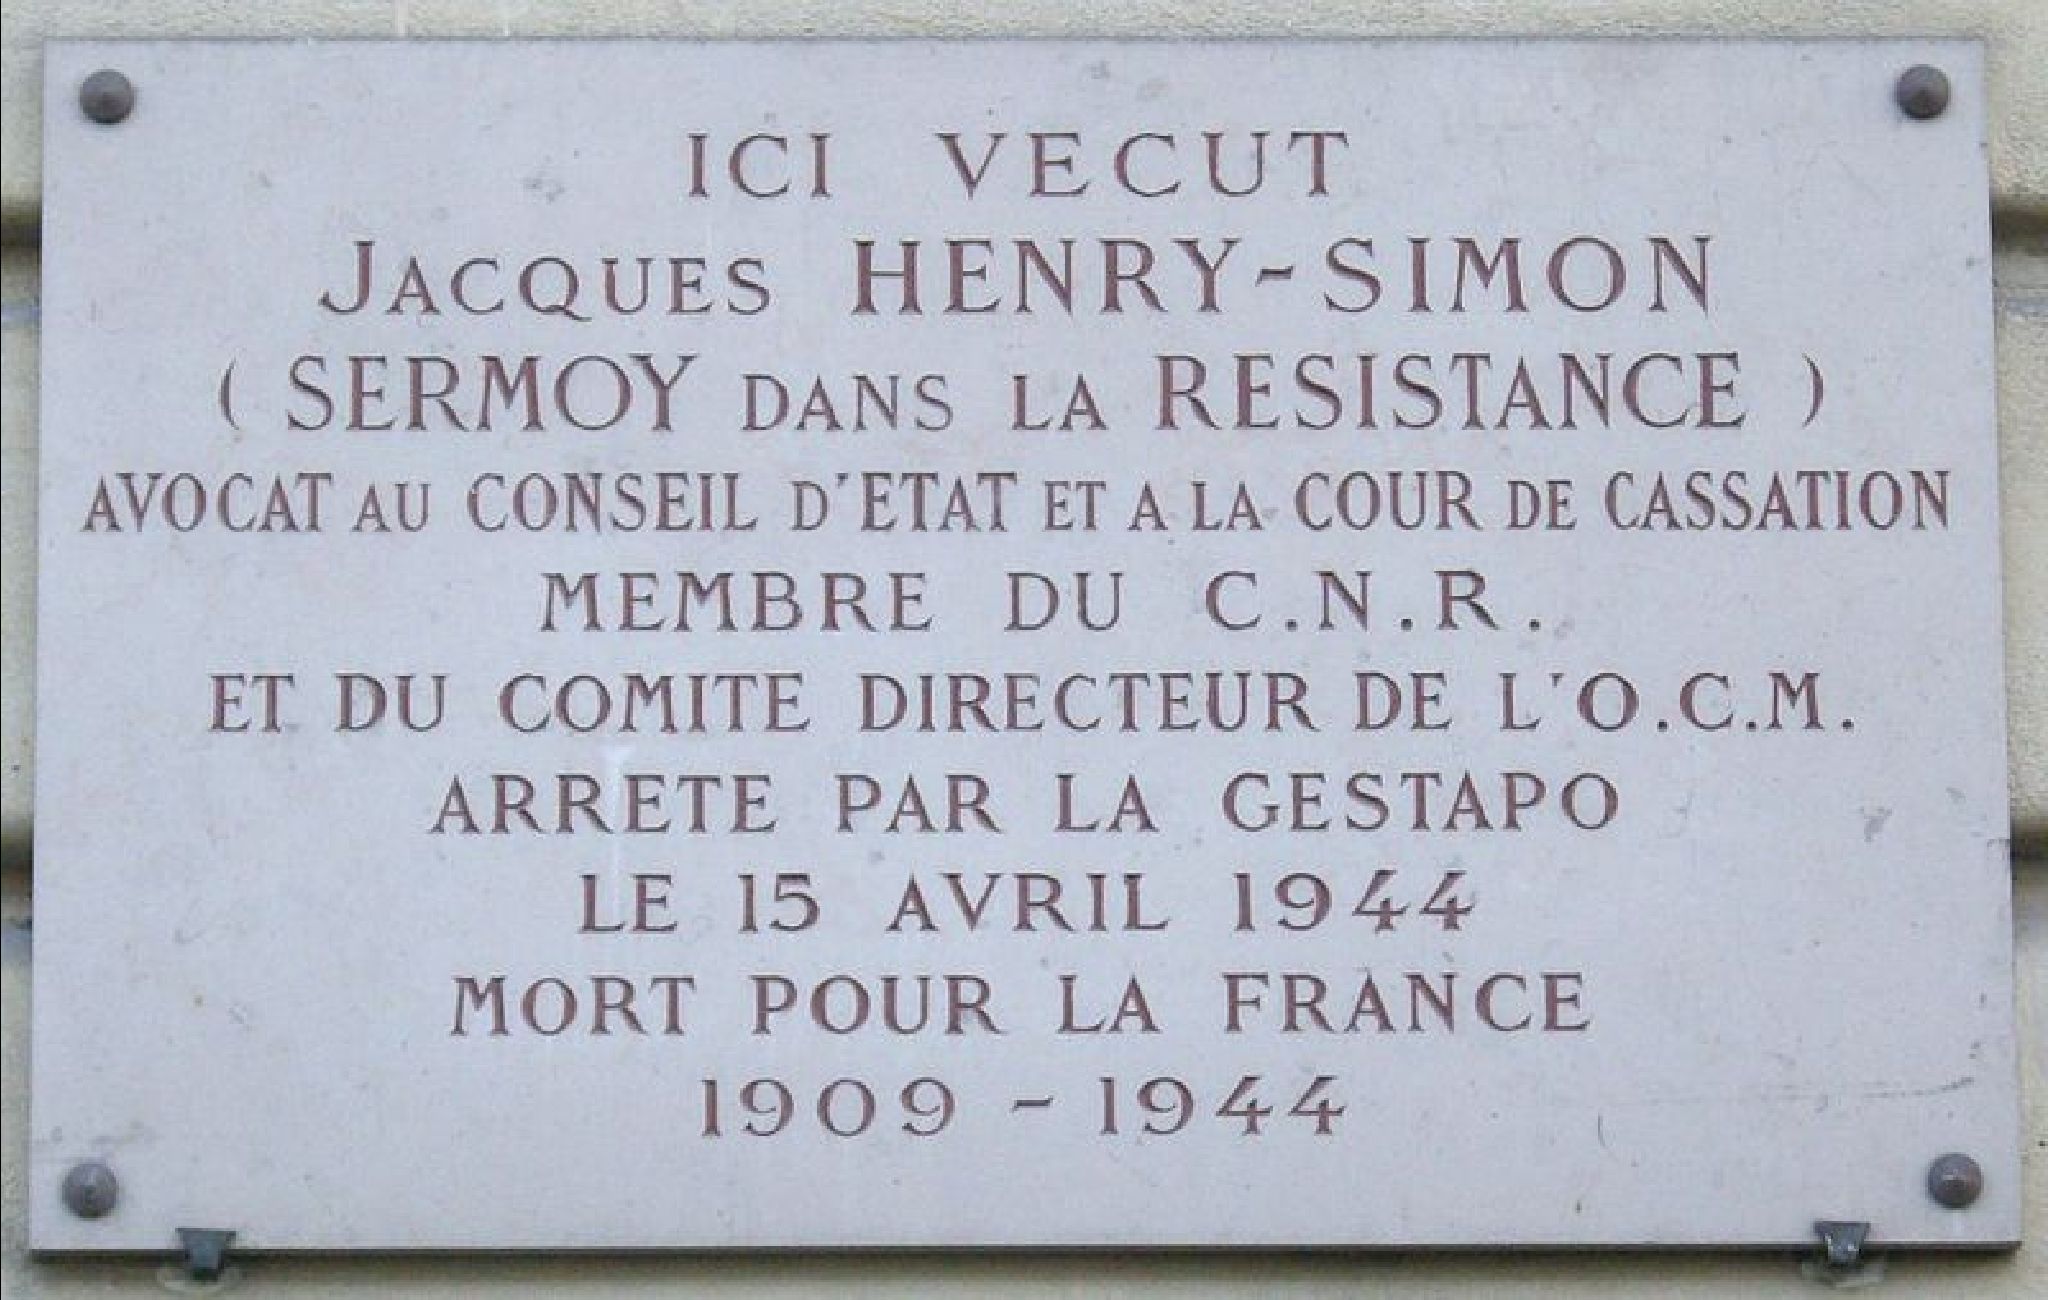 ICI VECUT
JACQUES HENRY-SIMON
( SERMOY DANS LA RESISTANCE )
AVOCAT AU CONSEIL D'ETAT ET A LA COUR DE CASSATION
MEMBRE DU C.N.R.
ET DU COMITE DIRECTEUR DE L'O.C.M.
ARRETE PAR LA GESTAPO
LE 15 AVRIL 1944
MORT POUR LA FRANCE
1909 - 1944